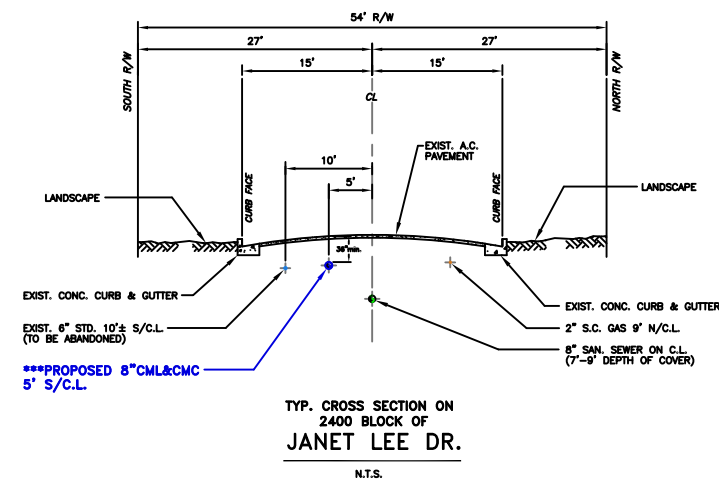 54' R/W
27'
27'
15'
15'
SOUTH R/W
NORTH R/W
CL
CURB FACE
CURB FACE
EXIST. A.C.
PAVEMENT
10'
5'
LANDSCAPE
LANDSCAPE
36"min.
EXIST. CONC. CURB & GUTTER
EXIST. CONC. CURB & GUTTER
EXIST. 6" STD. 10'± S/C.L.
(TO BE ABANDONED)
2" S.C. GAS 9' N/C.L.
***PROPOSED 8"CML&CMC
5' S/C.L.
8" SAN. SEWER ON C.L.
(7'-9' DEPTH OF COVER)
TYP. CROSS SECTION ON
2400 BLOCK OF
JANET LEE DR.
N.T.S.